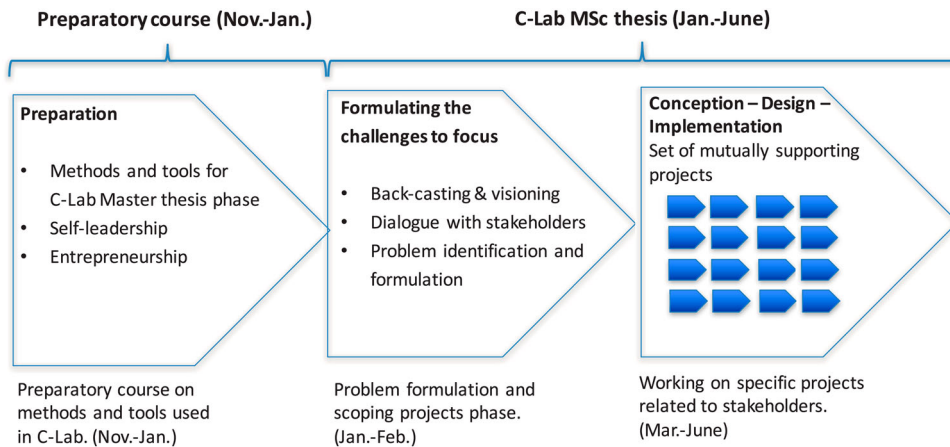 Preparatory course (Nov.-Jan.)
C-Lab MSc thesis (Jan.-June)
Preparation
• Methods and tools for
C-Lab Master thesis phase
• Self-leadership
• Entrepreneurship
Preparatory course on
methods and tools used
in C-Lab. (Nov.-Jan.)
Formulating the
challenges to focus
• Back-casting & visioning
• Dialogue with stakeholders
• Problem identification and
formulation
Problem formulation and
scoping projects phase.
(Jan.-Feb.)
Conception – Design –
Implementation
Set of mutually supporting
projects
Working on specific projects
related to stakeholders.
(Mar.-June)